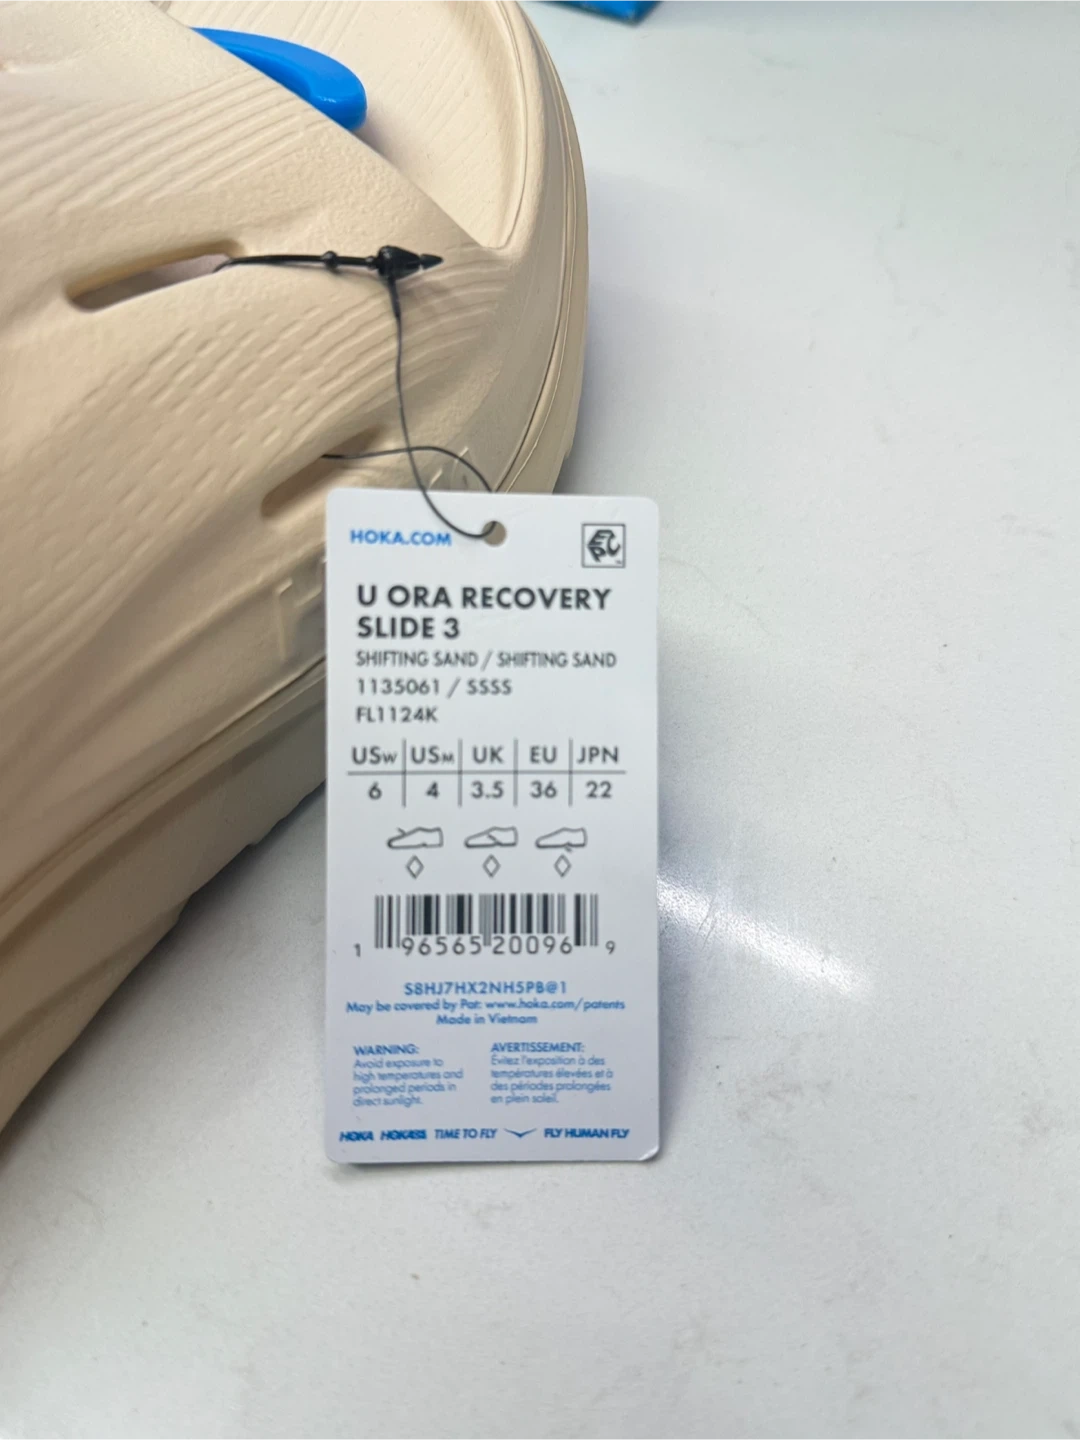 HOKA.COM
U ORA RECOVERY
SLIDE 3
SHIFTING SAND / SHIFTING SAND
1135061 / SSSS
FL1124K
USW USM UK EU JPN
6 4 3.5 36 22
1 96565 20096 9
S8HJ7HX2NH5PB@1
May be covered by Pat: www.hoka.com/patents
Made in Vietnam
WARNING:
Avoid exposure to
high temperatures and
prolonged periods in
direct sunlight.
AVERTISSEMENT:
Évitez l'exposition à des
températures élevées et à
des périodes prolongées
en plein soleil.
HOKA HOKA TIME TO FLY FLY HUMAN FLY